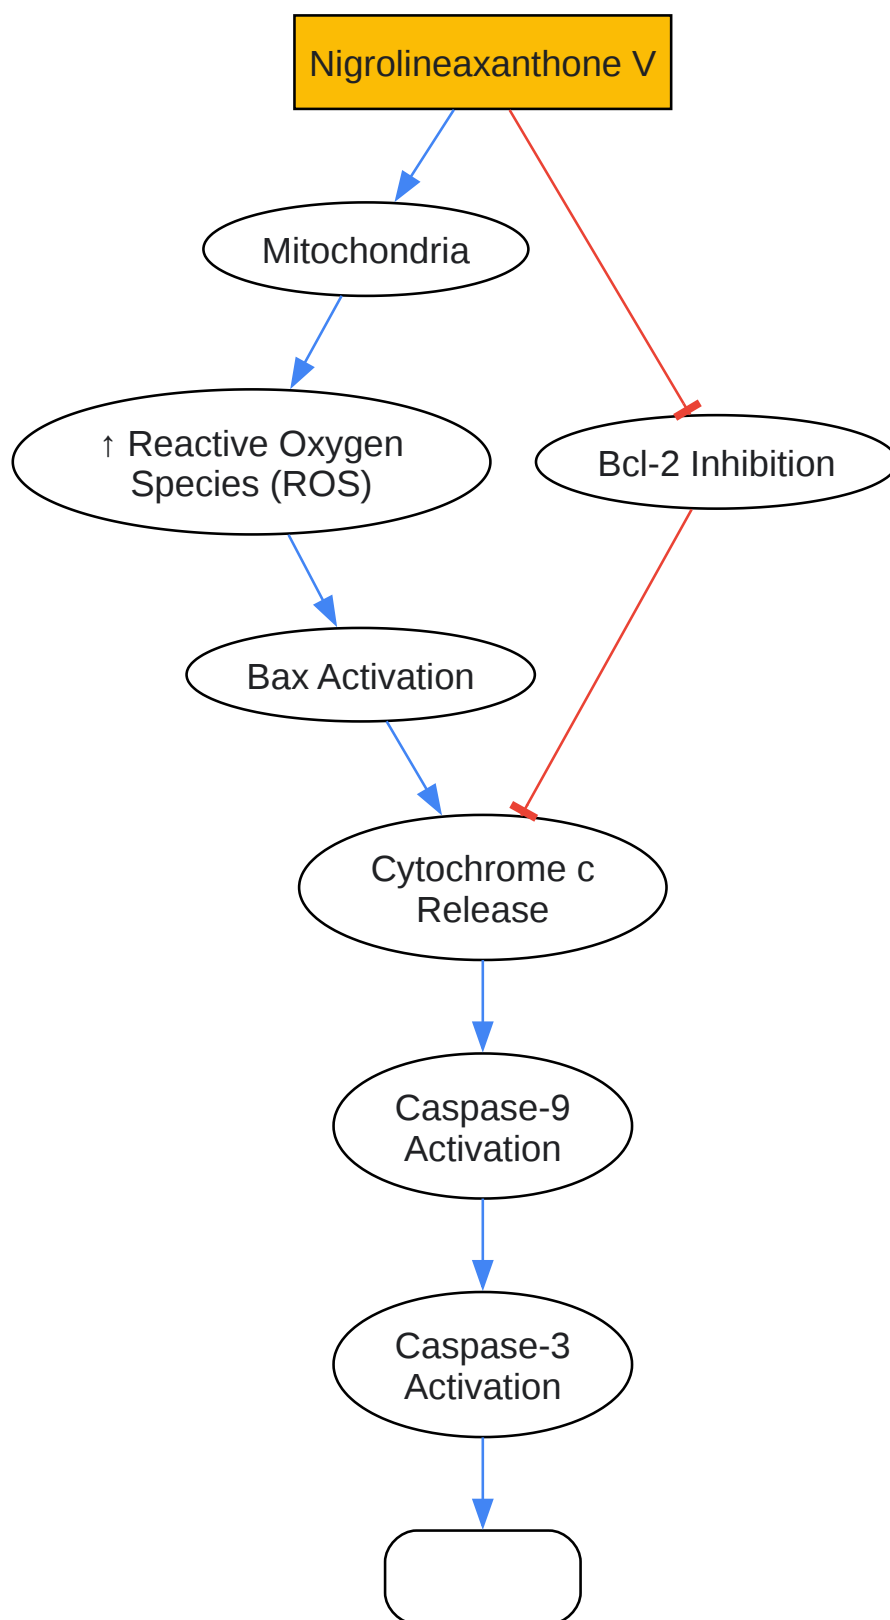 Nigrolineaxanthone V
Mitochondria
↑ Reactive Oxygen
Species (ROS)
Bcl-2 Inhibition
Bax Activation
Cytochrome c
Release
Caspase-9
Activation
Caspase-3
Activation